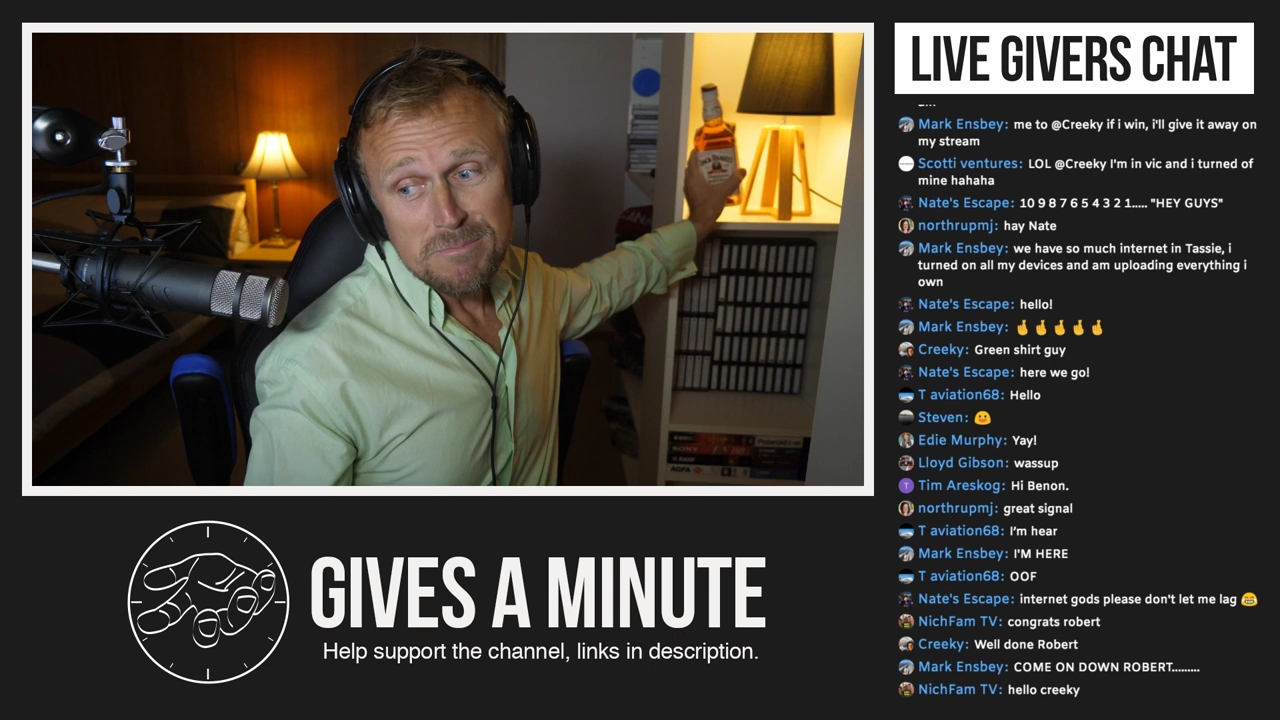 LIVE GIVERS CHAT
Mark Ensbey: me to @Creeky if i win, i'll give it away on
my stream
Scotti ventures: LOL @Creeky I'm in vic and i turned of
mine hahaha
Nate's Escape: 10 9 8 7 6 5 4 3 2 1..... "HEY GUYS"
northrupmj: hay Nate
Mark Ensbey: we have so much internet in Tassie, i
turned on all my devices and am uploading everything i
own
Nate's Escape: hello!
Mark Ensbey: 🤞🤞🤞🤞🤞
Creeky: Green shirt guy
Nate's Escape: here we go!
T aviation68: Hello
Steven: 😛
Edie Murphy: Yay!
Lloyd Gibson: wassup
T
Tim Areskog: Hi Benon.
northrupmj: great signal
T aviation68: I'm hear
Mark Ensbey: I'M HERE
T aviation68: OOF
Nate's Escape: internet gods please don't let me lag 😂
NichFam TV: congrats robert
Creeky: Well done Robert
Mark Ensbey: COME ON DOWN ROBERT.........
NichFam TV: hello creeky
JACK DANIEL'S
SONY
AGFA
Polaroid
GIVES A MINUTE
Help support the channel, links in description.